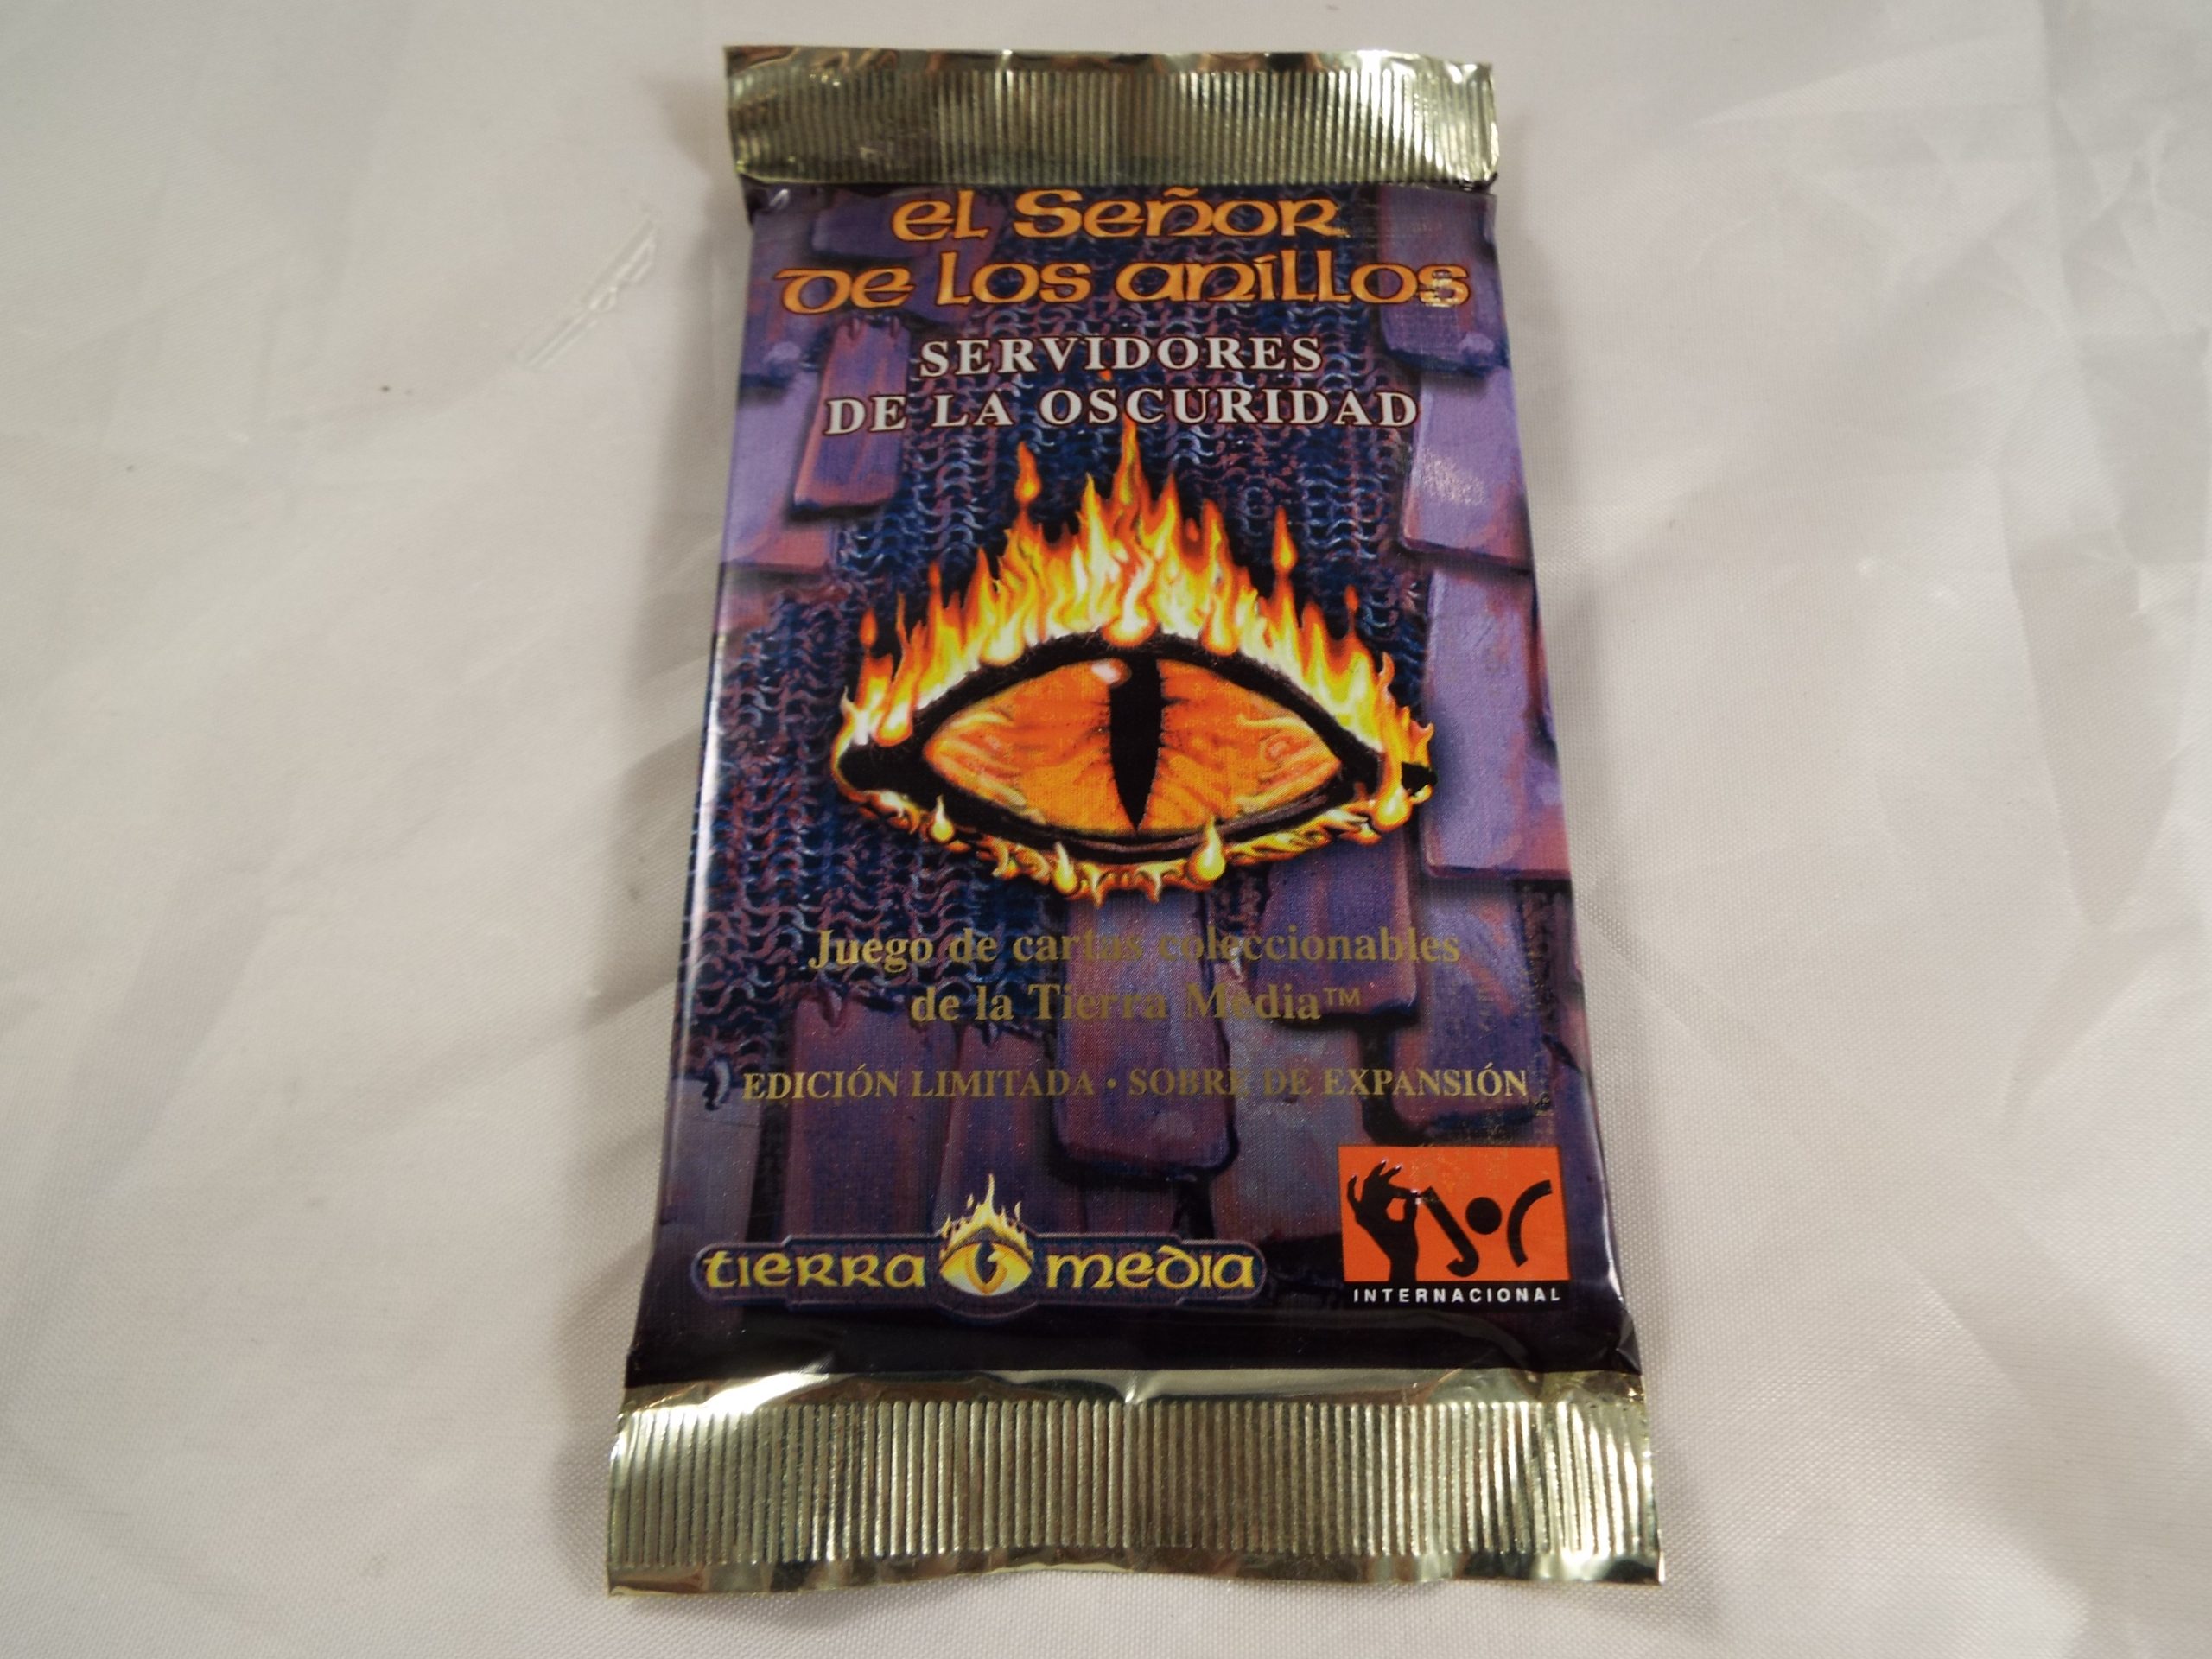 el Señor
de los anillos
SERVIDORES
DE LA OSCURIDAD
Juego de cartas coleccionables
de la Tierra Media™
EDICIÓN LIMITADA • SOBRE DE EXPANSIÓN
tierra media
Joc
INTERNACIONAL